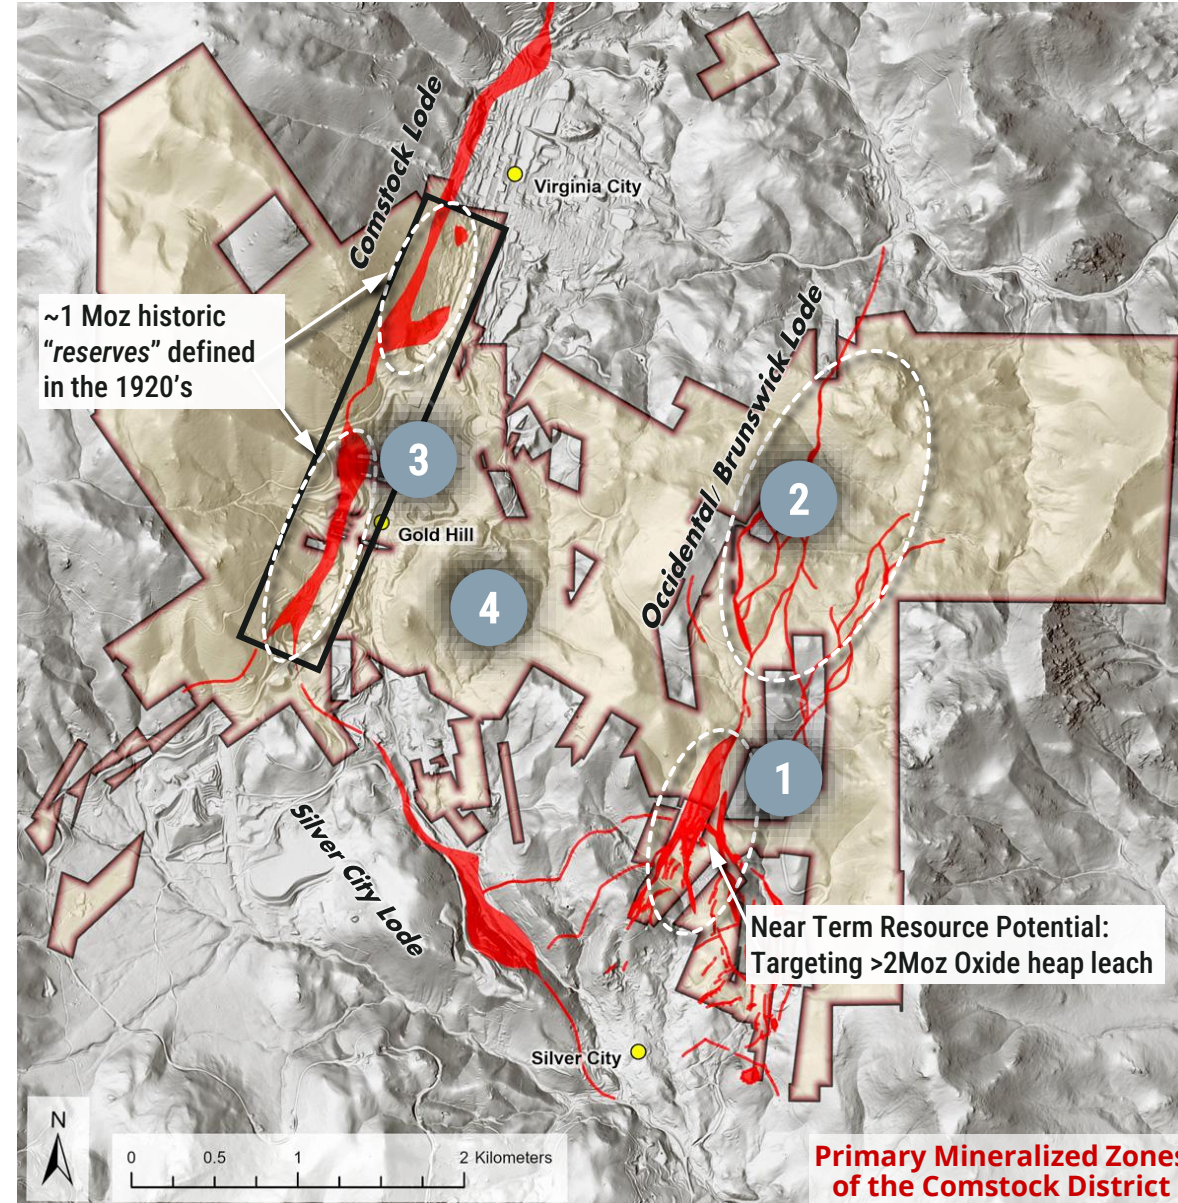 Comstock Lode
Virginia City
~1 Moz historic
“reserves” defined
in the 1920’s
Occidental/ Brunswick Lode
3
2
Gold Hill
4
1
Silver City Lode
Near Term Resource Potential:
Targeting >2Moz Oxide heap leach
Silver City
N
0 0.5 1 2 Kilometers
Primary Mineralized Zones
of the Comstock District